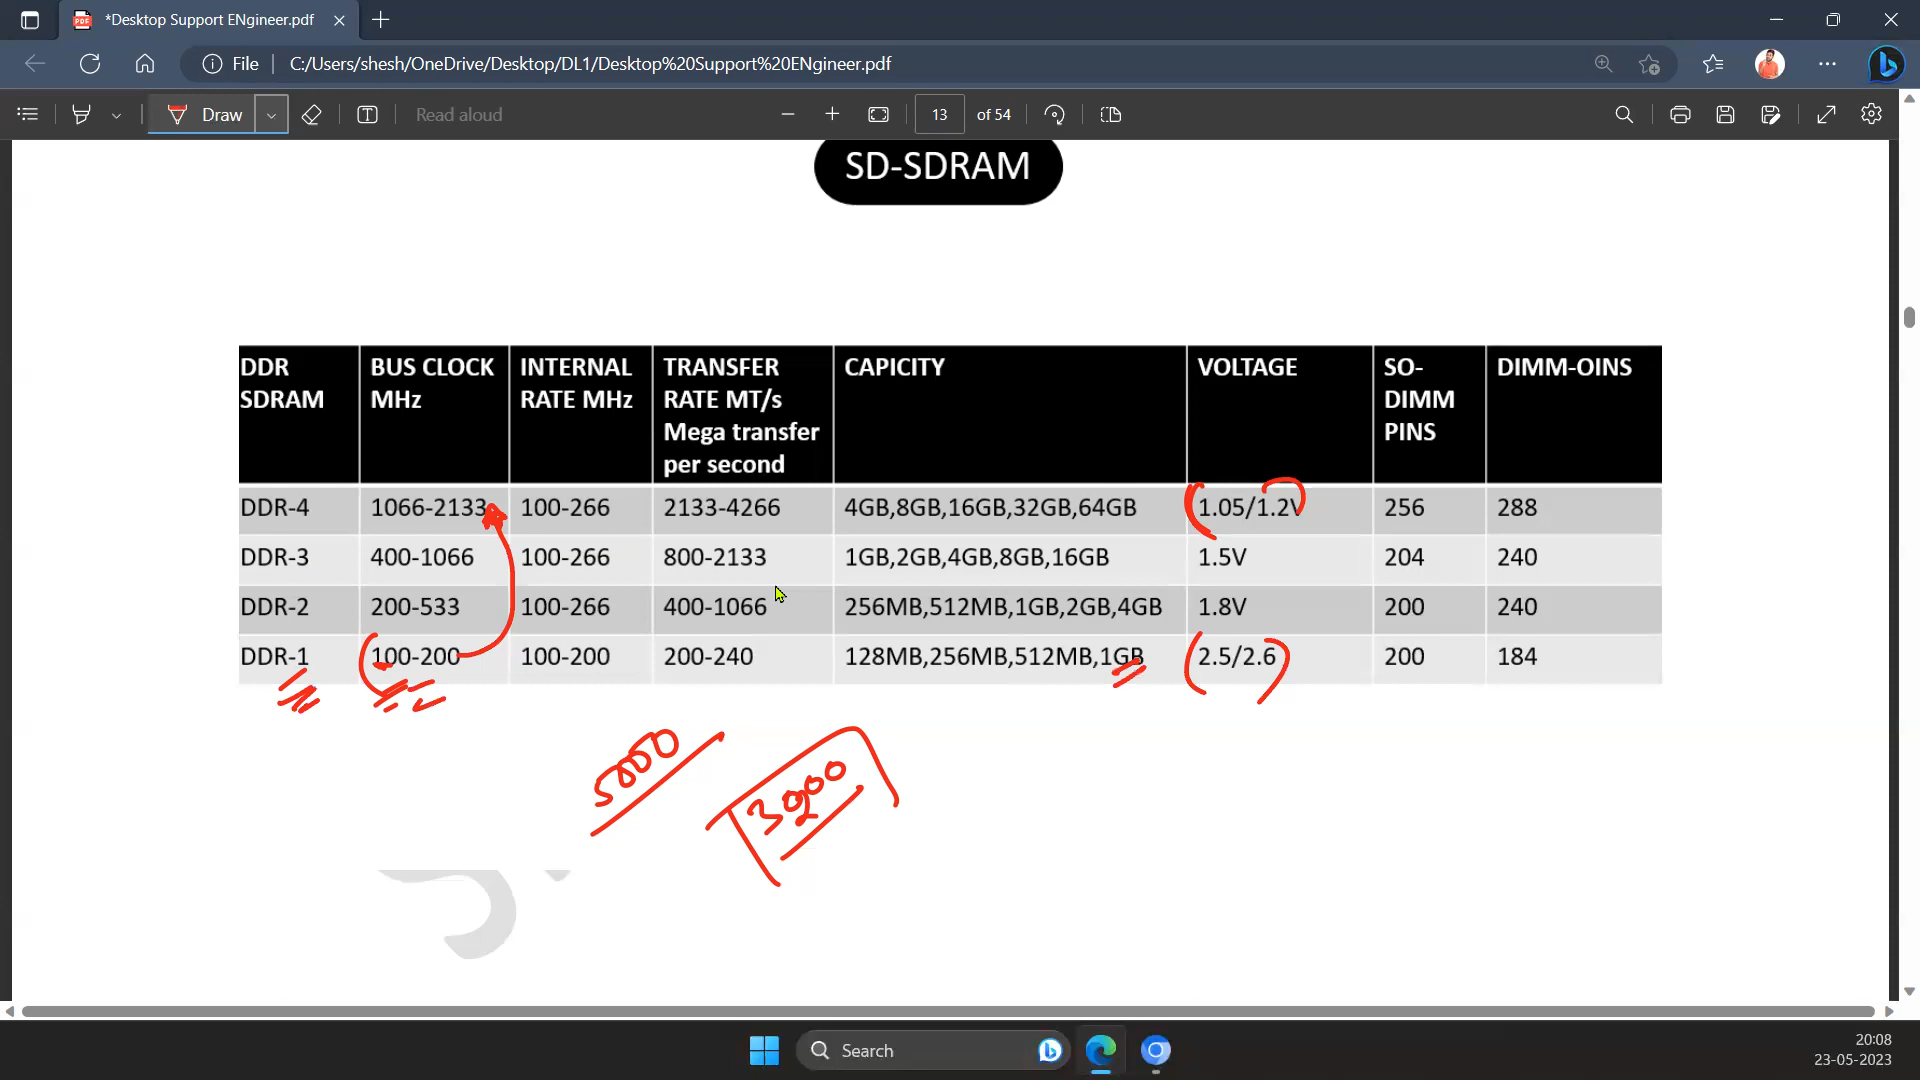 *Desktop Support ENgineer.pdf
File
C:/Users/shesh/OneDrive/Desktop/DL1/Desktop%20Support%20ENgineer.pdf
Draw
Read aloud
13 of 54
SD-SDRAM
DDR SDRAM BUS CLOCK MHz INTERNAL RATE MHz TRANSFER RATE MT/s Mega transfer per second CAPICITY VOLTAGE SO-DIMM PINS DIMM-OINS
DDR-4 1066-2133 100-266 2133-4266 4GB,8GB,16GB,32GB,64GB 1.05/1.2V 256 288
DDR-3 400-1066 100-266 800-2133 1GB,2GB,4GB,8GB,16GB 1.5V 204 240
DDR-2 200-533 100-266 400-1066 256MB,512MB,1GB,2GB,4GB 1.8V 200 240
DDR-1 100-200 100-200 200-240 128MB,256MB,512MB,1GB 2.5/2.6 200 184
5000
Search
20:08
23-05-2023